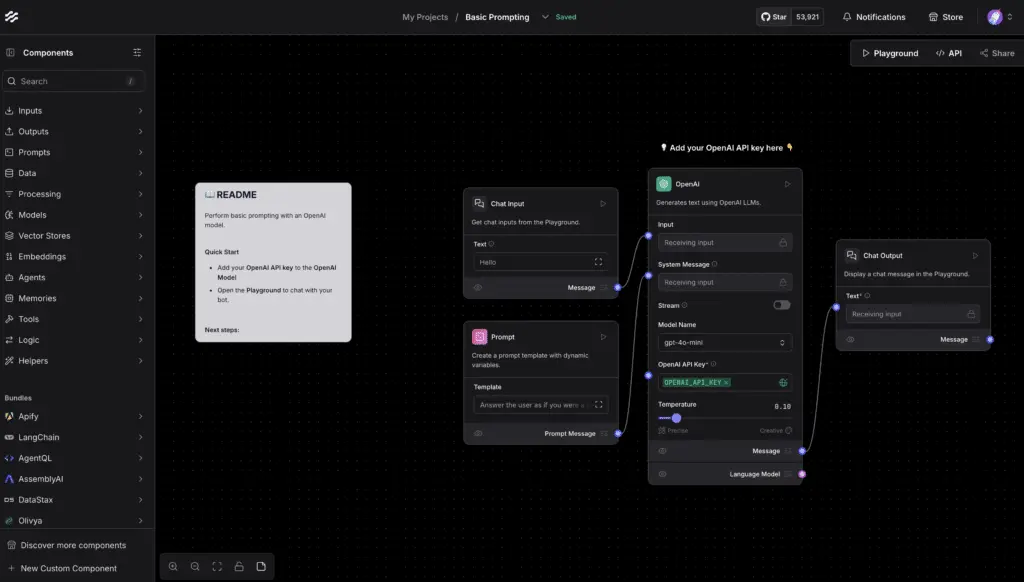 My Projects / Basic Prompting Saved
Star 53,921
Notifications
Store
Components
Search /
Inputs
Outputs
Prompts
Data
Processing
Models
Vector Stores
Embeddings
Agents
Memories
Tools
Logic
Helpers
Bundles
Apify
LangChain
AgentQL
AssemblyAI
DS DataStax
Olivya
Discover more components
+ New Custom Component
Playground
API
Share
📖 README
Perform basic prompting with an OpenAI
model.
Quick Start
• Add your OpenAI API key to the OpenAI
Model
• Open the Playground to chat with your
bot.
Next steps:
Chat Input
Get chat inputs from the Playground.
Text
Hello
Message
Prompt
Create a prompt template with dynamic
variables.
Template
Answer the user as if you were
Prompt Message
💡 Add your OpenAI API key here 👇
OpenAI
Generates text using OpenAI LLMs.
Input
Receiving input
System Message
Receiving input
Stream
Model Name
gpt-4o-mini
OpenAI API Key*
OPENAI_API_KEY ×
Temperature 0.10
Precise Creative
Message
Language Model
Chat Output
Display a chat message in the Playground.
Text*
Receiving input
Message